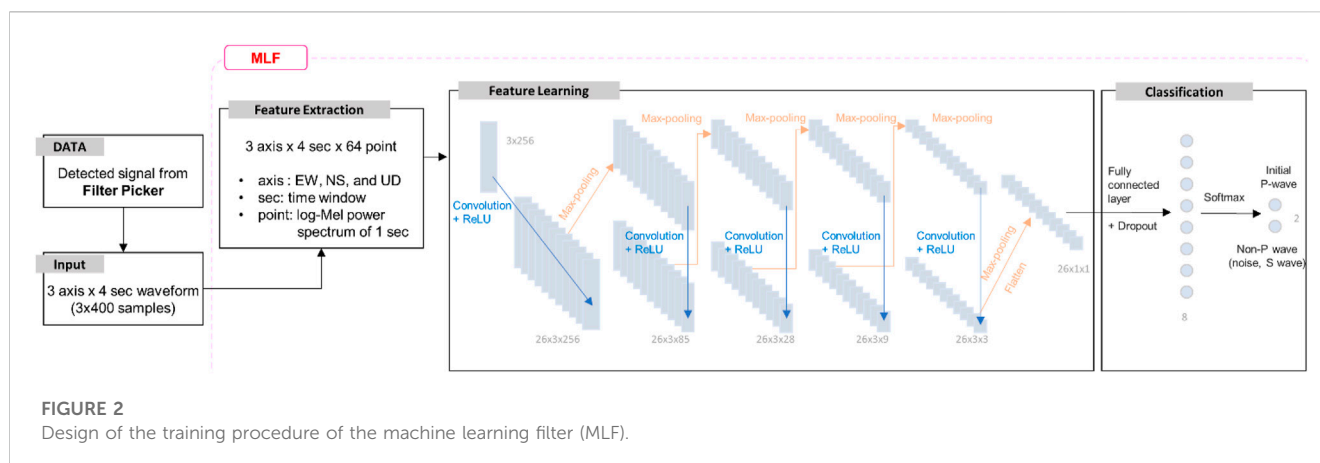 MLF
DATA
Detected signal from
Filter Picker
Input
3 axis x 4 sec waveform
(3x400 samples)
Feature Extraction
3 axis x 4 sec x 64 point
• axis : EW, NS, and UD
• sec: time window
• point: log-Mel power
spectrum of 1 sec
Feature Learning
3x256
Convolution
+ ReLU
26x3x256
Max-pooling
Max-pooling
Convolution
+ ReLU
26x3x85
Max-pooling
Convolution
+ ReLU
26x3x28
Max-pooling
Convolution
+ ReLU
26x3x9
Max-pooling
Convolution
+ ReLU
26x3x3
Max-pooling
Flatten
26x1x1
Classification
Fully
connected
layer
+ Dropout
8
Softmax
Initial
P-wave
2
Non-P wave
(noise, S wave)
FIGURE 2
Design of the training procedure of the machine learning filter (MLF).